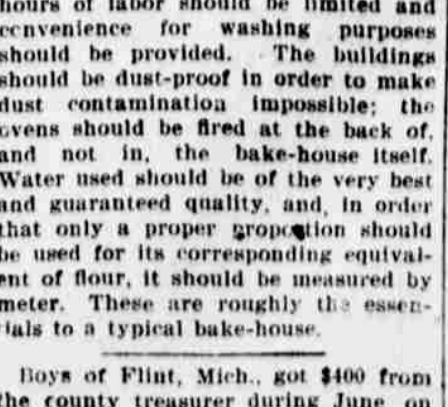 hours of labor should be limited and
convenience for washing purposes
should be provided. The buildings
should be dust-proof in order to make
dust contamination impossible; the
ovens should be fired at the back of,
and not in, the bake-house itself.
Water used should be of the very best
and guaranteed quality, and, in order
that only a proper proportion should
be used for its corresponding equival-
ent of flour, it should be measured by
meter. These are roughly the essen-
tials to a typical bake-house.
Boys of Flint, Mich., got $400 from
the county treasurer during June on